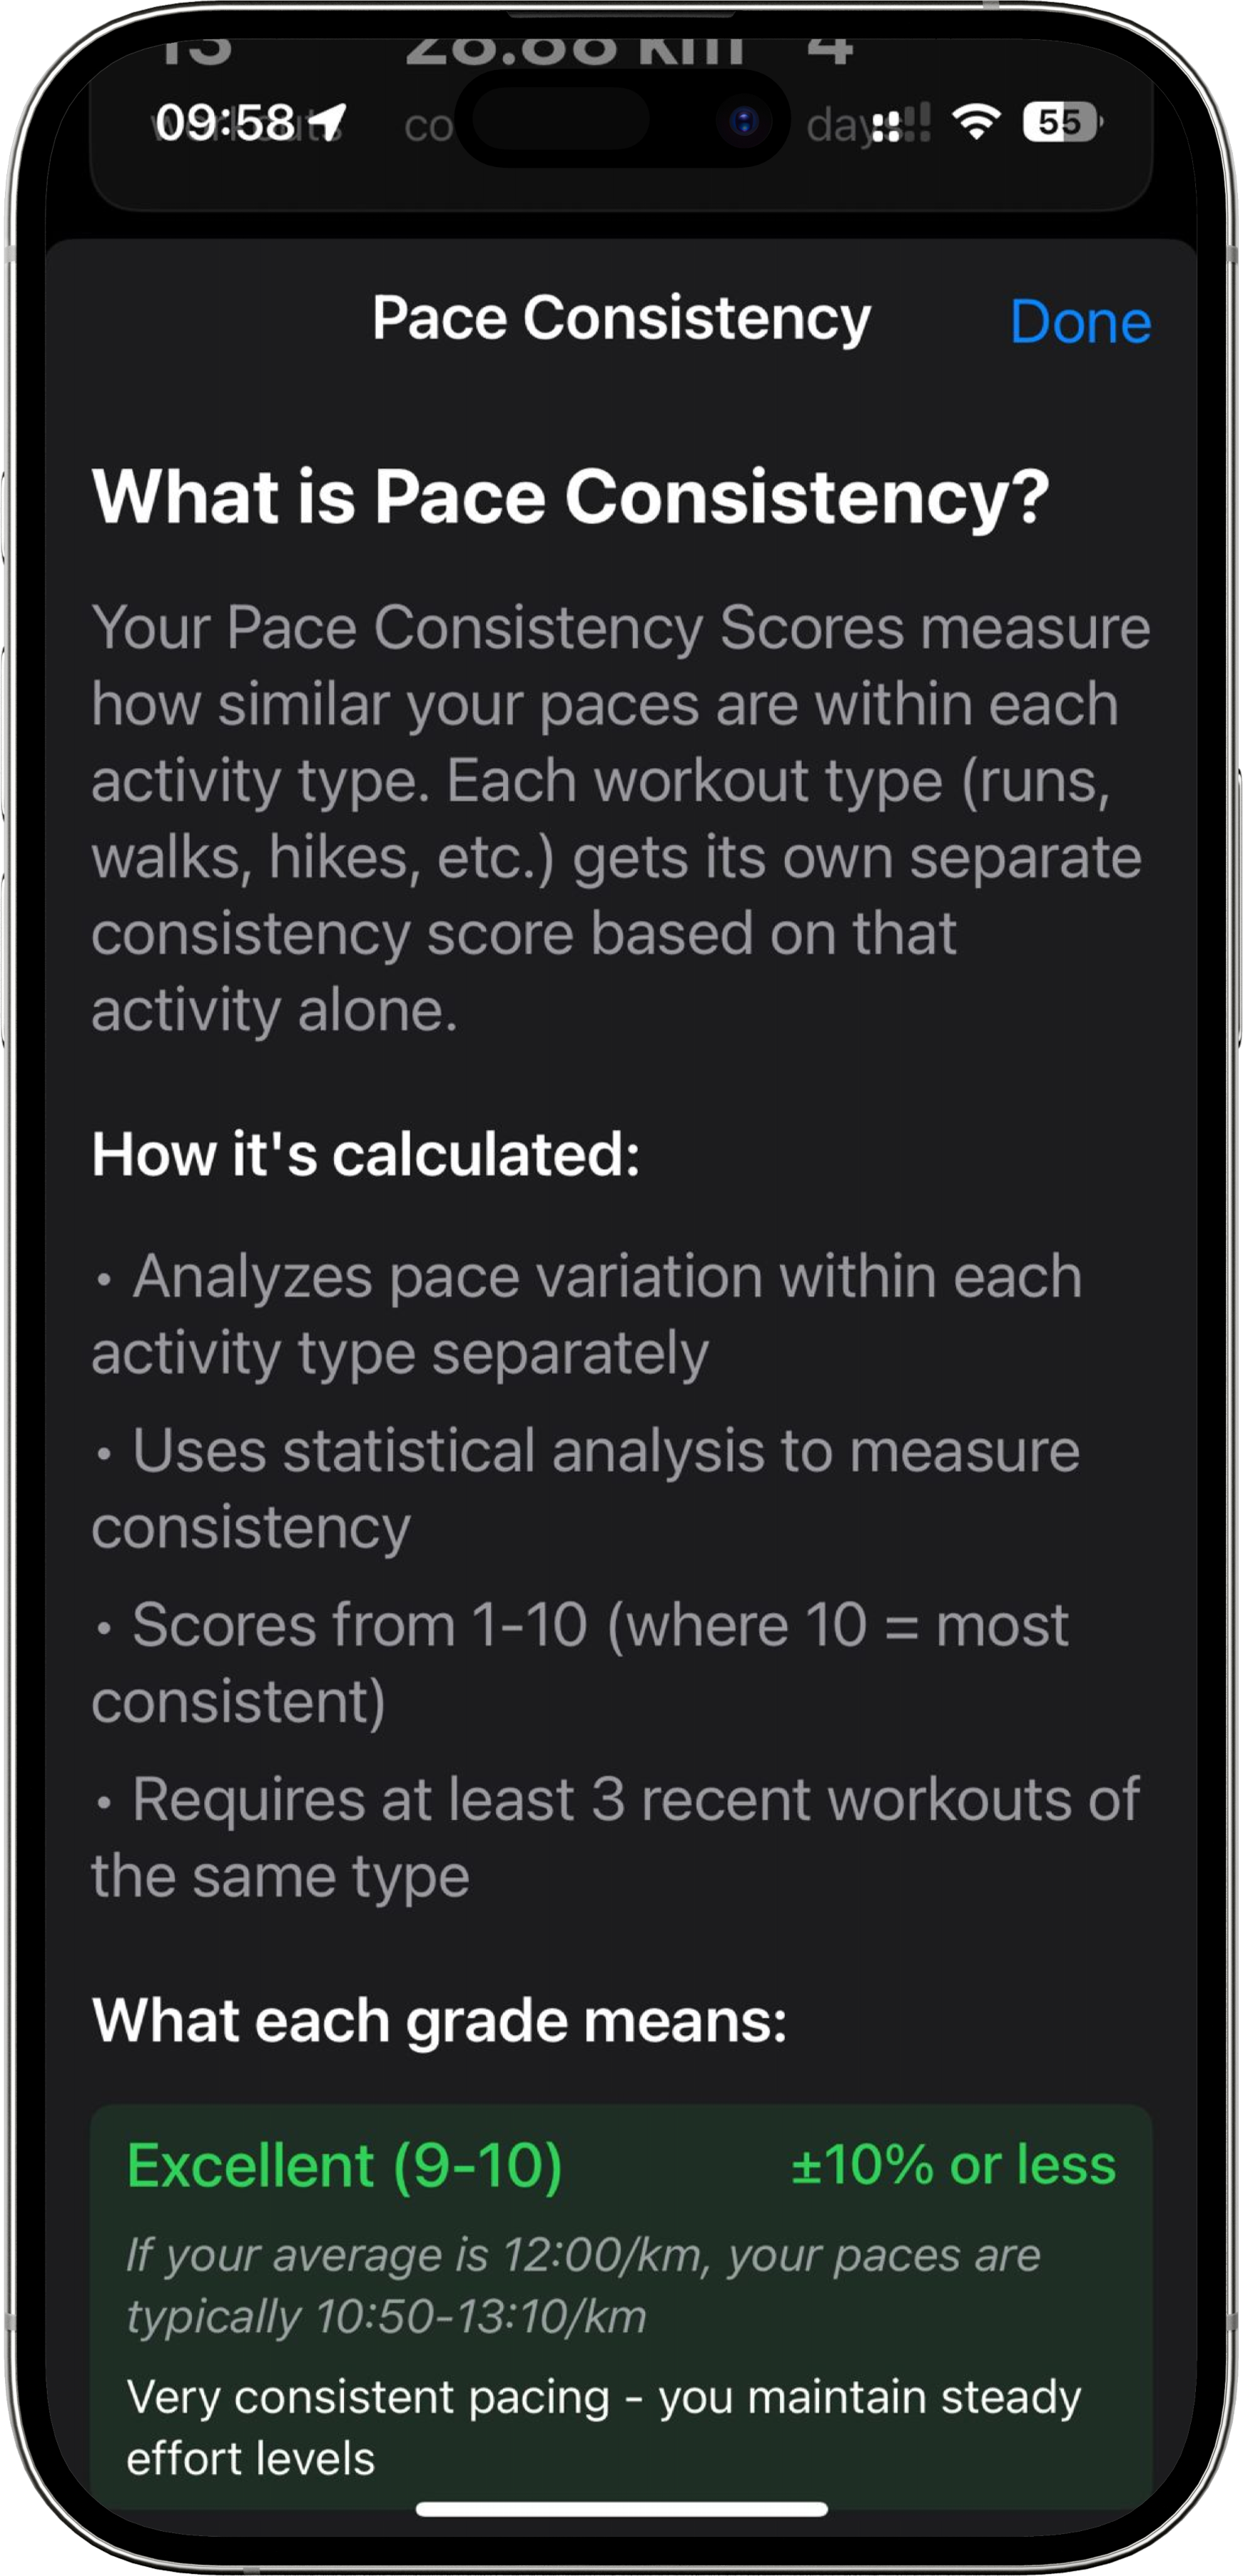 09:58
55
Pace Consistency
Done
What is Pace Consistency?
Your Pace Consistency Scores measure
how similar your paces are within each
activity type. Each workout type (runs,
walks, hikes, etc.) gets its own separate
consistency score based on that
activity alone.
How it's calculated:
• Analyzes pace variation within each
activity type separately
• Uses statistical analysis to measure
consistency
• Scores from 1-10 (where 10 = most
consistent)
• Requires at least 3 recent workouts of
the same type
What each grade means:
Excellent (9-10)
±10% or less
If your average is 12:00/km, your paces are
typically 10:50-13:10/km
Very consistent pacing - you maintain steady
effort levels